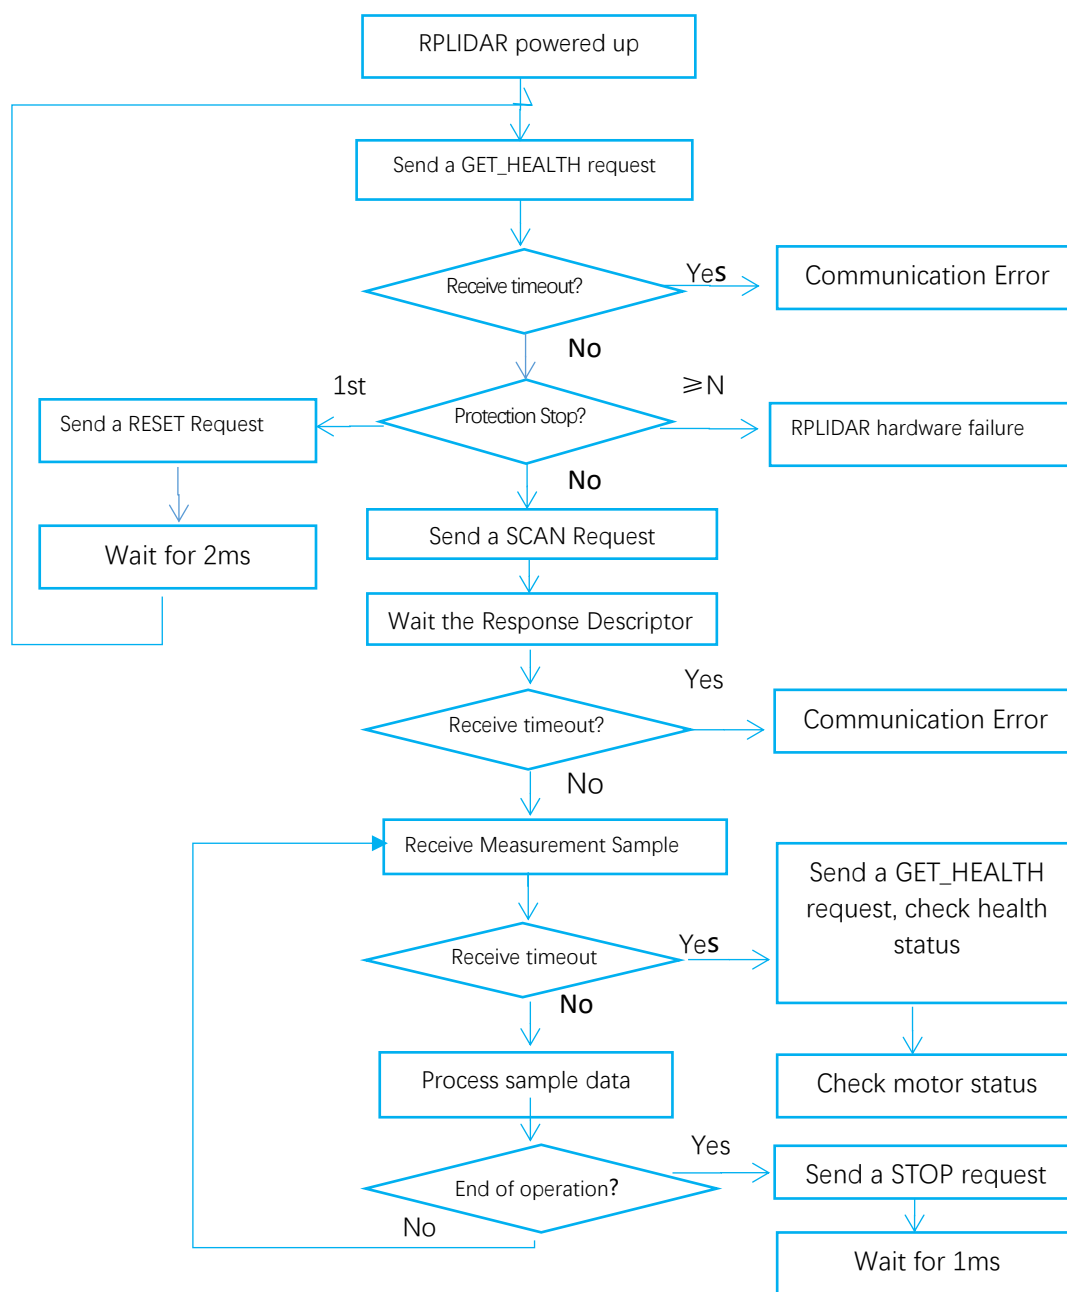 RPLIDAR powered up
Send a GET_HEALTH request
Receive timeout?
Yes
Communication Error
No
1st
≥N
Send a RESET Request
Protection Stop?
RPLIDAR hardware failure
No
Wait for 2ms
Send a SCAN Request
Wait the Response Descriptor
Yes
Receive timeout?
Communication Error
No
Receive Measurement Sample
Send a GET_HEALTH
request, check health
status
Receive timeout
Yes
No
Process sample data
Check motor status
Yes
End of operation?
Send a STOP request
No
Wait for 1ms